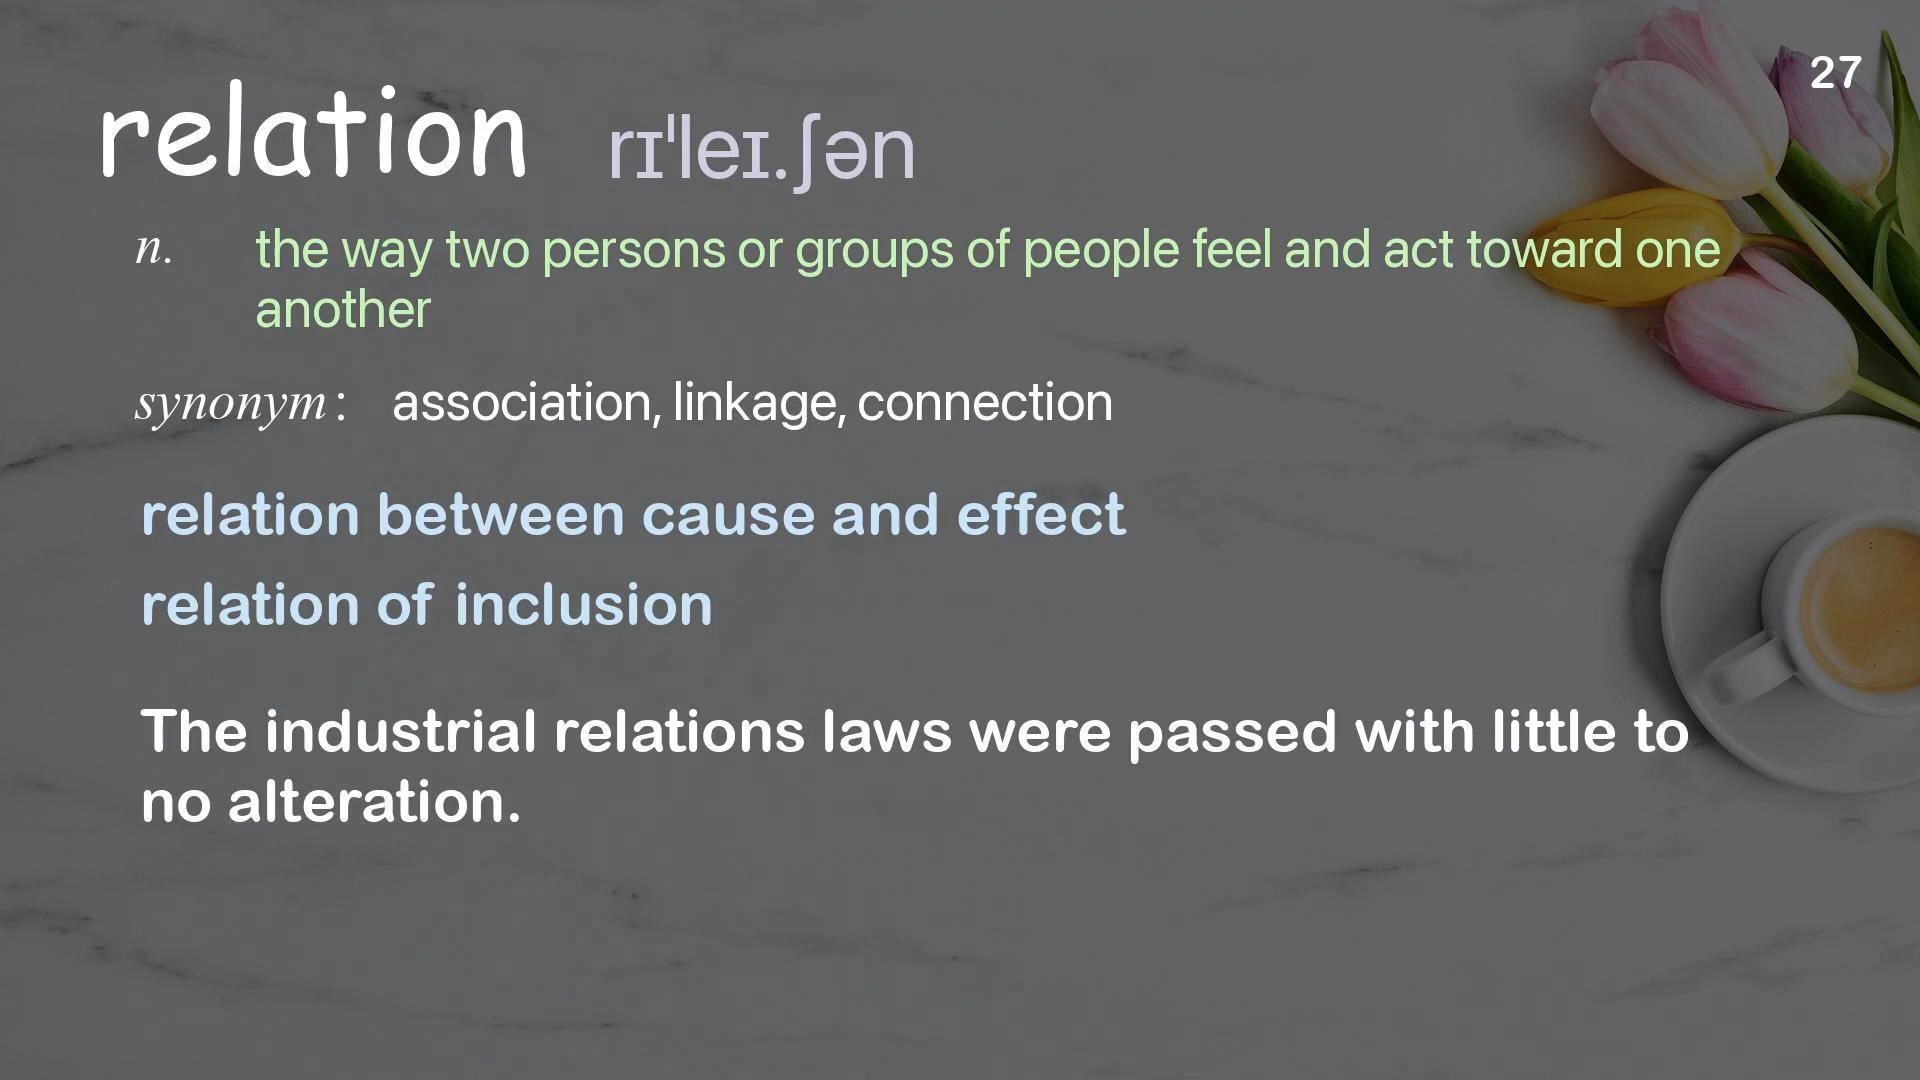 27
relation rɪˈleɪ.ʃən
n. the way two persons or groups of people feel and act toward one
another
synonym: association, linkage, connection
relation between cause and effect
relation of inclusion
The industrial relations laws were passed with little to
no alteration.